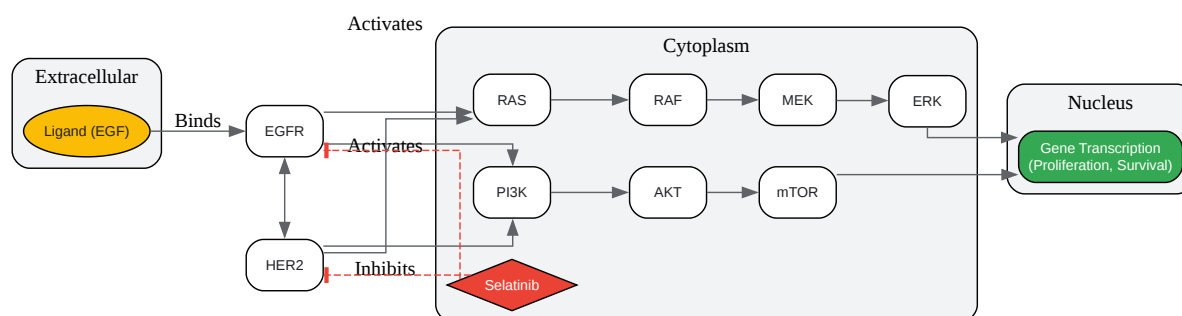 Activates
Extracellular
Cytoplasm
Ligand (EGF)
Binds
EGFR
RAS
RAF
MEK
ERK
Nucleus
Gene Transcription
(Proliferation, Survival)
Activates
PI3K
AKT
mTOR
HER2
Inhibits
Selatinib